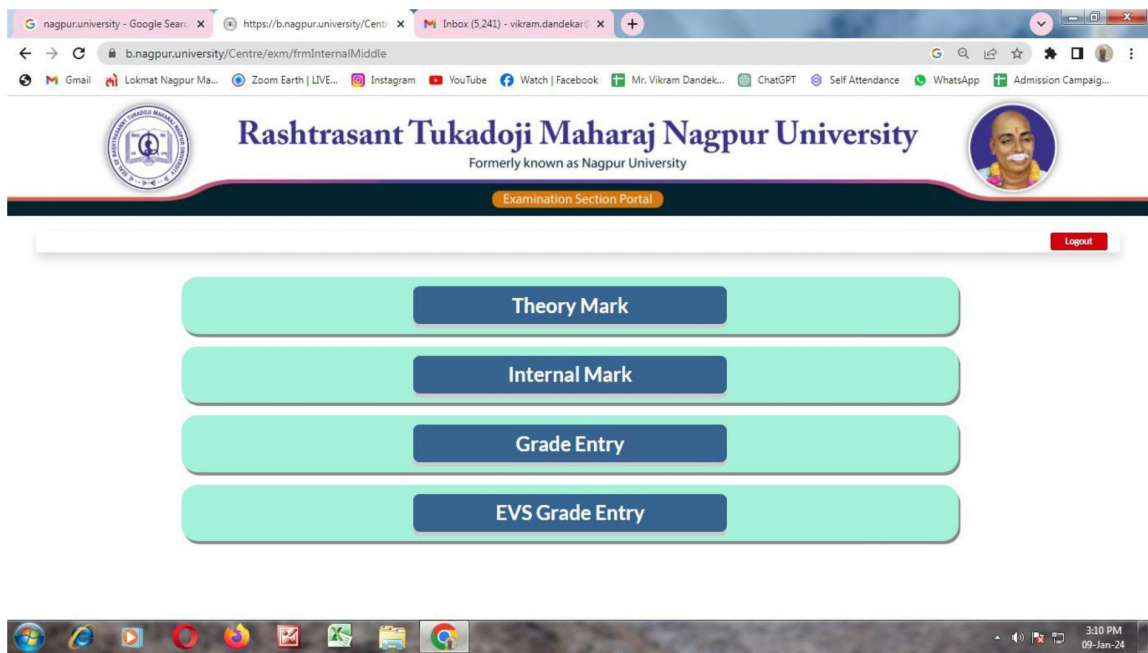 nagpur.university - Google Searc
https://b.nagpur.university/Centr
Inbox (5,241) - vikram.dandekar@
b.nagpur.university/Centre/exm/frmInternalMiddle
Gmail
Lokmat Nagpur Ma...
Zoom Earth | LIVE...
Instagram
YouTube
Watch | Facebook
Mr. Vikram Dandek...
ChatGPT
Self Attendance
WhatsApp
Admission Campaig...
Rashtrasant Tukadoji Maharaj Nagpur University
Formerly known as Nagpur University
Examination Section Portal
Logout
Theory Mark
Internal Mark
Grade Entry
EVS Grade Entry
3:10 PM
09-Jan-24